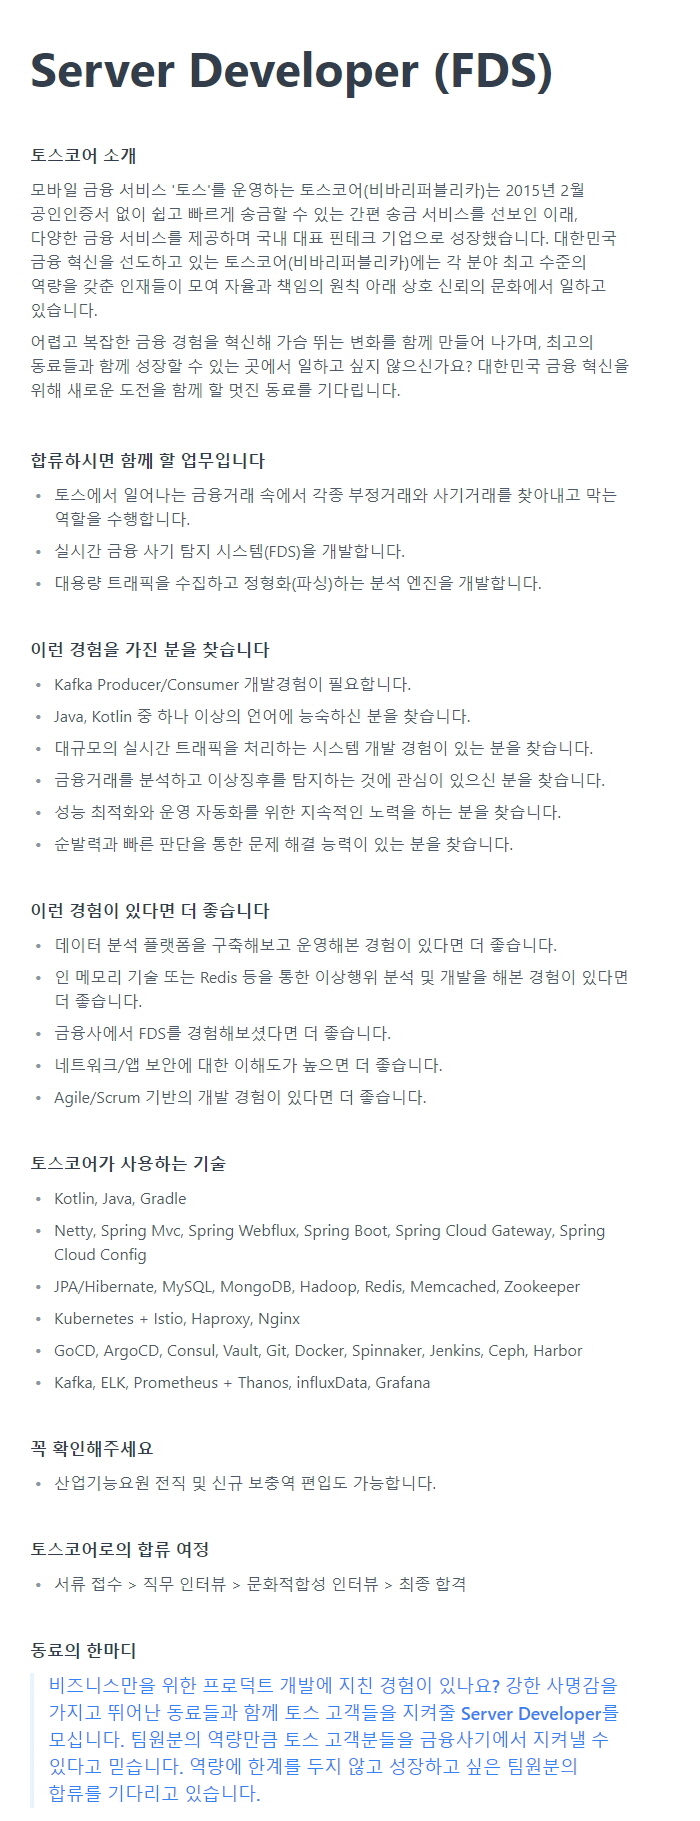 Server Developer (FDS)
토스코어 소개
모바일 금융 서비스 '토스'를 운영하는 토스코어(비바리퍼블리카)는 2015년 2월
공인인증서 없이 쉽고 빠르게 송금할 수 있는 간편 송금 서비스를 선보인 이래,
다양한 금융 서비스를 제공하며 국내 대표 핀테크 기업으로 성장했습니다. 대한민국
금융 혁신을 선도하고 있는 토스코어(비바리퍼블리카)에는 각 분야 최고 수준의
역량을 갖춘 인재들이 모여 자율과 책임의 원칙 아래 상호 신뢰의 문화에서 일하고
있습니다.
어렵고 복잡한 금융 경험을 혁신해 가슴 뛰는 변화를 함께 만들어 나가며, 최고의
동료들과 함께 성장할 수 있는 곳에서 일하고 싶지 않으신가요? 대한민국 금융 혁신을
위해 새로운 도전을 함께 할 멋진 동료를 기다립니다.
합류하시면 함께 할 업무입니다
• 토스에서 일어나는 금융거래 속에서 각종 부정거래와 사기거래를 찾아내고 막는
역할을 수행합니다.
• 실시간 금융 사기 탐지 시스템(FDS)을 개발합니다.
• 대용량 트래픽을 수집하고 정형화(파싱)하는 분석 엔진을 개발합니다.
이런 경험을 가진 분을 찾습니다
• Kafka Producer/Consumer 개발경험이 필요합니다.
• Java, Kotlin 중 하나 이상의 언어에 능숙하신 분을 찾습니다.
• 대규모의 실시간 트래픽을 처리하는 시스템 개발 경험이 있는 분을 찾습니다.
• 금융거래를 분석하고 이상징후를 탐지하는 것에 관심이 있으신 분을 찾습니다.
• 성능 최적화와 운영 자동화를 위한 지속적인 노력을 하는 분을 찾습니다.
• 순발력과 빠른 판단을 통한 문제 해결 능력이 있는 분을 찾습니다.
이런 경험이 있다면 더 좋습니다
• 데이터 분석 플랫폼을 구축해보고 운영해본 경험이 있다면 더 좋습니다.
• 인 메모리 기술 또는 Redis 등을 통한 이상행위 분석 및 개발을 해본 경험이 있다면
더 좋습니다.
• 금융사에서 FDS를 경험해보셨다면 더 좋습니다.
• 네트워크/앱 보안에 대한 이해도가 높으면 더 좋습니다.
• Agile/Scrum 기반의 개발 경험이 있다면 더 좋습니다.
토스코어가 사용하는 기술
• Kotlin, Java, Gradle
• Netty, Spring Mvc, Spring Webflux, Spring Boot, Spring Cloud Gateway, Spring
Cloud Config
• JPA/Hibernate, MySQL, MongoDB, Hadoop, Redis, Memcached, Zookeeper
• Kubernetes + Istio, Haproxy, Nginx
• GoCD, ArgoCD, Consul, Vault, Git, Docker, Spinnaker, Jenkins, Ceph, Harbor
• Kafka, ELK, Prometheus + Thanos, influxData, Grafana
꼭 확인해주세요
• 산업기능요원 전직 및 신규 보충역 편입도 가능합니다.
토스코어로의 합류 여정
• 서류 접수 > 직무 인터뷰 > 문화적합성 인터뷰 > 최종 합격
동료의 한마디
비즈니스만을 위한 프로덕트 개발에 지친 경험이 있나요? 강한 사명감을
가지고 뛰어난 동료들과 함께 토스 고객들을 지켜줄 Server Developer를
모십니다. 팀원분의 역량만큼 토스 고객분들을 금융사기에서 지켜낼 수
있다고 믿습니다. 역량에 한계를 두지 않고 성장하고 싶은 팀원분의
합류를 기다리고 있습니다.